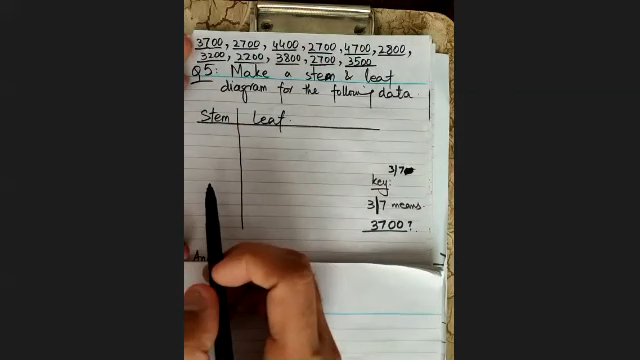 3700, 2700, 4400, 2700, 4700, 2800,
3200, 2200, 3800, 2700, 3500
Q5: Make a stem & leaf
diagram for the following data
Stem | Leaf.
3/7
key:
3|7 means
3700?
An